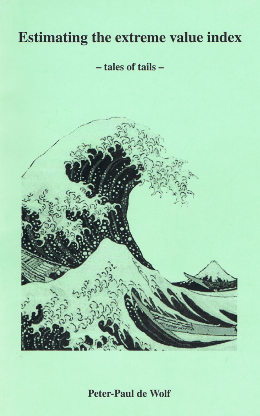 Estimating the extreme value index
– tales of tails –
Peter-Paul de Wolf